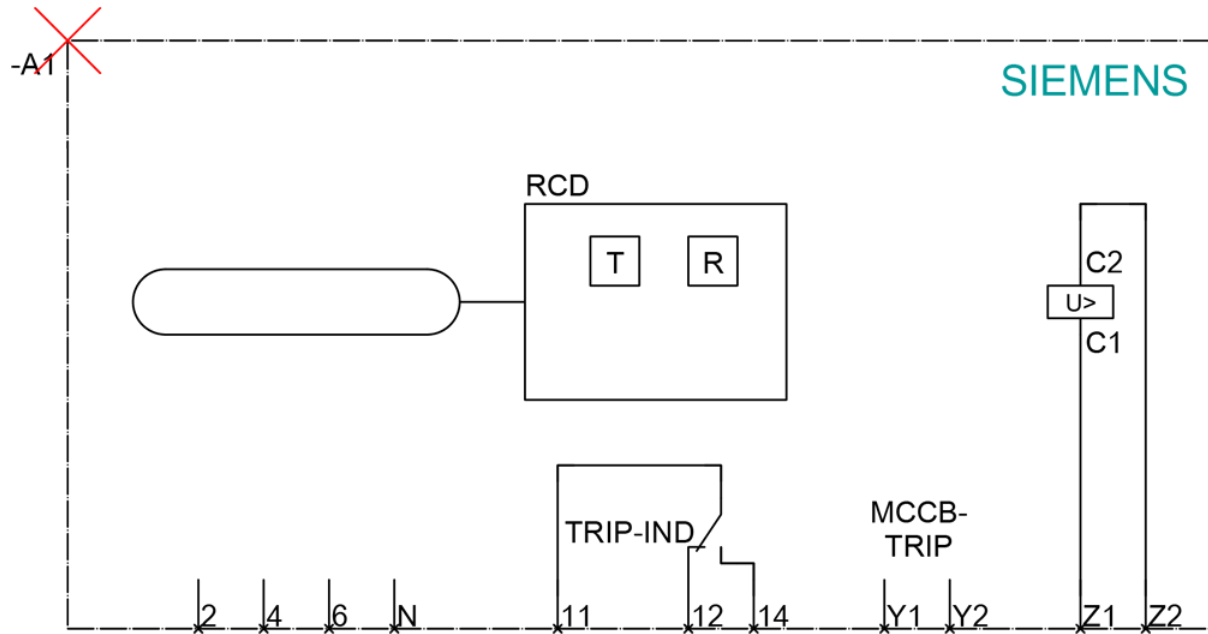 -A1
SIEMENS
RCD
T
R
C2
U>
C1
TRIP-IND
MCCB-
TRIP
2
4
6
N
11
12
14
Y1
Y2
Z1
Z2